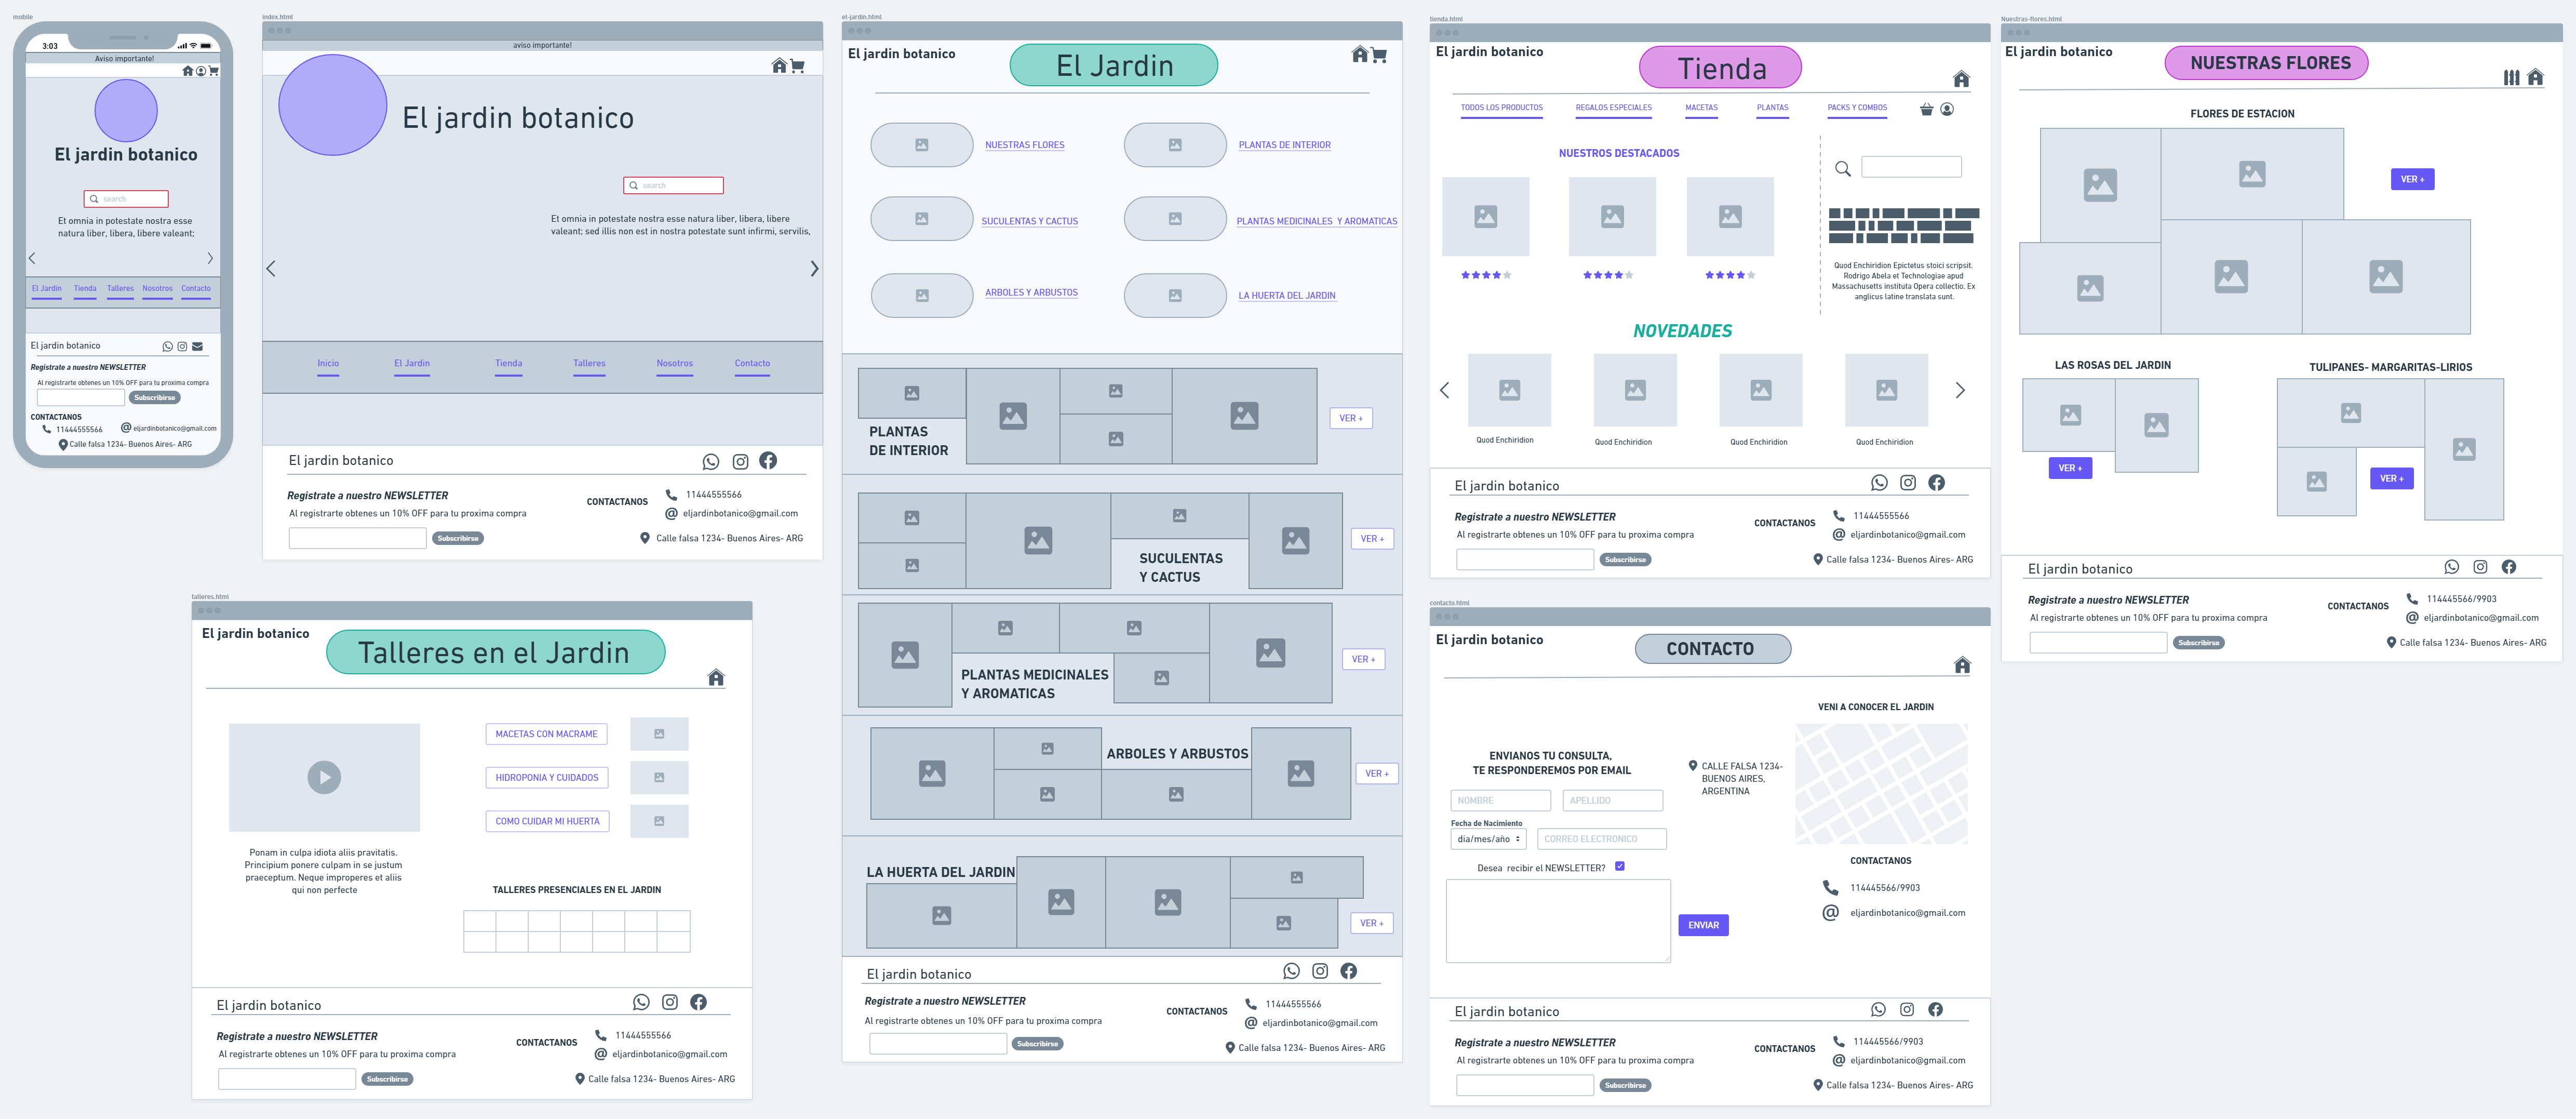 mobile
3:03
Aviso importante!
El jardin botanico
search
Et omnia in potestate nostra esse
natura liber, libera, libere valeant;
El Jardin Tienda Talleres Nosotros Contacto
El jardin botanico
Registrate a nuestro NEWSLETTER
Al registrarte obtenes un 10% OFF para tu proxima compra
Subscribirse
CONTACTANOS
11444555566 @ eljardinbotanico@gmail.com
Calle falsa 1234- Buenos Aires- ARG
index.html
aviso importante!
El jardin botanico
search
Et omnia in potestate nostra esse natura liber, libera, libere
valeant; sed illis non est in nostra potestate sunt infirmi, servilis,
Inicio El Jardin Tienda Talleres Nosotros Contacto
El jardin botanico
Registrate a nuestro NEWSLETTER
Al registrarte obtenes un 10% OFF para tu proxima compra
Subscribirse
CONTACTANOS
11444555566
@ eljardinbotanico@gmail.com
Calle falsa 1234- Buenos Aires- ARG
talleres.html
El jardin botanico
Talleres en el Jardin
MACETAS CON MACRAME
HIDROPONIA Y CUIDADOS
COMO CUIDAR MI HUERTA
Ponam in culpa idiota aliis pravitatis.
Principium ponere culpam in se justum
praeceptum. Neque improperes et aliis
qui non perfecte
TALLERES PRESENCIALES EN EL JARDIN
El jardin botanico
Registrate a nuestro NEWSLETTER
Al registrarte obtenes un 10% OFF para tu proxima compra
Subscribirse
CONTACTANOS
11444555566
@ eljardinbotanico@gmail.com
Calle falsa 1234- Buenos Aires- ARG
el-jardin.html
El jardin botanico
El Jardin
NUESTRAS FLORES
PLANTAS DE INTERIOR
SUCULENTAS Y CACTUS
PLANTAS MEDICINALES Y AROMATICAS
ARBOLES Y ARBUSTOS
LA HUERTA DEL JARDIN
PLANTAS
DE INTERIOR
VER +
SUCULENTAS
Y CACTUS
VER +
PLANTAS MEDICINALES
Y AROMATICAS
VER +
ARBOLES Y ARBUSTOS
VER +
LA HUERTA DEL JARDIN
VER +
El jardin botanico
Registrate a nuestro NEWSLETTER
Al registrarte obtenes un 10% OFF para tu proxima compra
Subscribirse
CONTACTANOS
11444555566
@ eljardinbotanico@gmail.com
Calle falsa 1234- Buenos Aires- ARG
tienda.html
El jardin botanico
Tienda
TODOS LOS PRODUCTOS REGALOS ESPECIALES MACETAS PLANTAS PACKS Y COMBOS
NUESTROS DESTACADOS
Quod Enchiridion Epictetus stoici scripsit.
Rodrigo Abela et Technologiae apud
Massachusetts instituta Opera collectio. Ex
anglicus latine translata sunt.
NOVEDADES
Quod Enchiridion Quod Enchiridion Quod Enchiridion Quod Enchiridion
El jardin botanico
Registrate a nuestro NEWSLETTER
Al registrarte obtenes un 10% OFF para tu proxima compra
Subscribirse
CONTACTANOS
11444555566
@ eljardinbotanico@gmail.com
Calle falsa 1234- Buenos Aires- ARG
contacto.html
El jardin botanico
CONTACTO
VENI A CONOCER EL JARDIN
ENVIANOS TU CONSULTA,
TE RESPONDEREMOS POR EMAIL
CALLE FALSA 1234-
BUENOS AIRES,
ARGENTINA
NOMBRE APELLIDO
Fecha de Nacimiento
dia/mes/año CORREO ELECTRONICO
Desea recibir el NEWSLETTER?
ENVIAR
CONTACTANOS
114445566/9903
@ eljardinbotanico@gmail.com
El jardin botanico
Registrate a nuestro NEWSLETTER
Al registrarte obtenes un 10% OFF para tu proxima compra
Subscribirse
CONTACTANOS
114445566/9903
@ eljardinbotanico@gmail.com
Calle falsa 1234- Buenos Aires- ARG
Nuestras-flores.html
El jardin botanico
NUESTRAS FLORES
FLORES DE ESTACION
VER +
LAS ROSAS DEL JARDIN
VER +
TULIPANES- MARGARITAS-LIRIOS
VER +
El jardin botanico
Registrate a nuestro NEWSLETTER
Al registrarte obtenes un 10% OFF para tu proxima compra
Subscribirse
CONTACTANOS
114445566/9903
@ eljardinbotanico@gmail.com
Calle falsa 1234- Buenos Aires- ARG